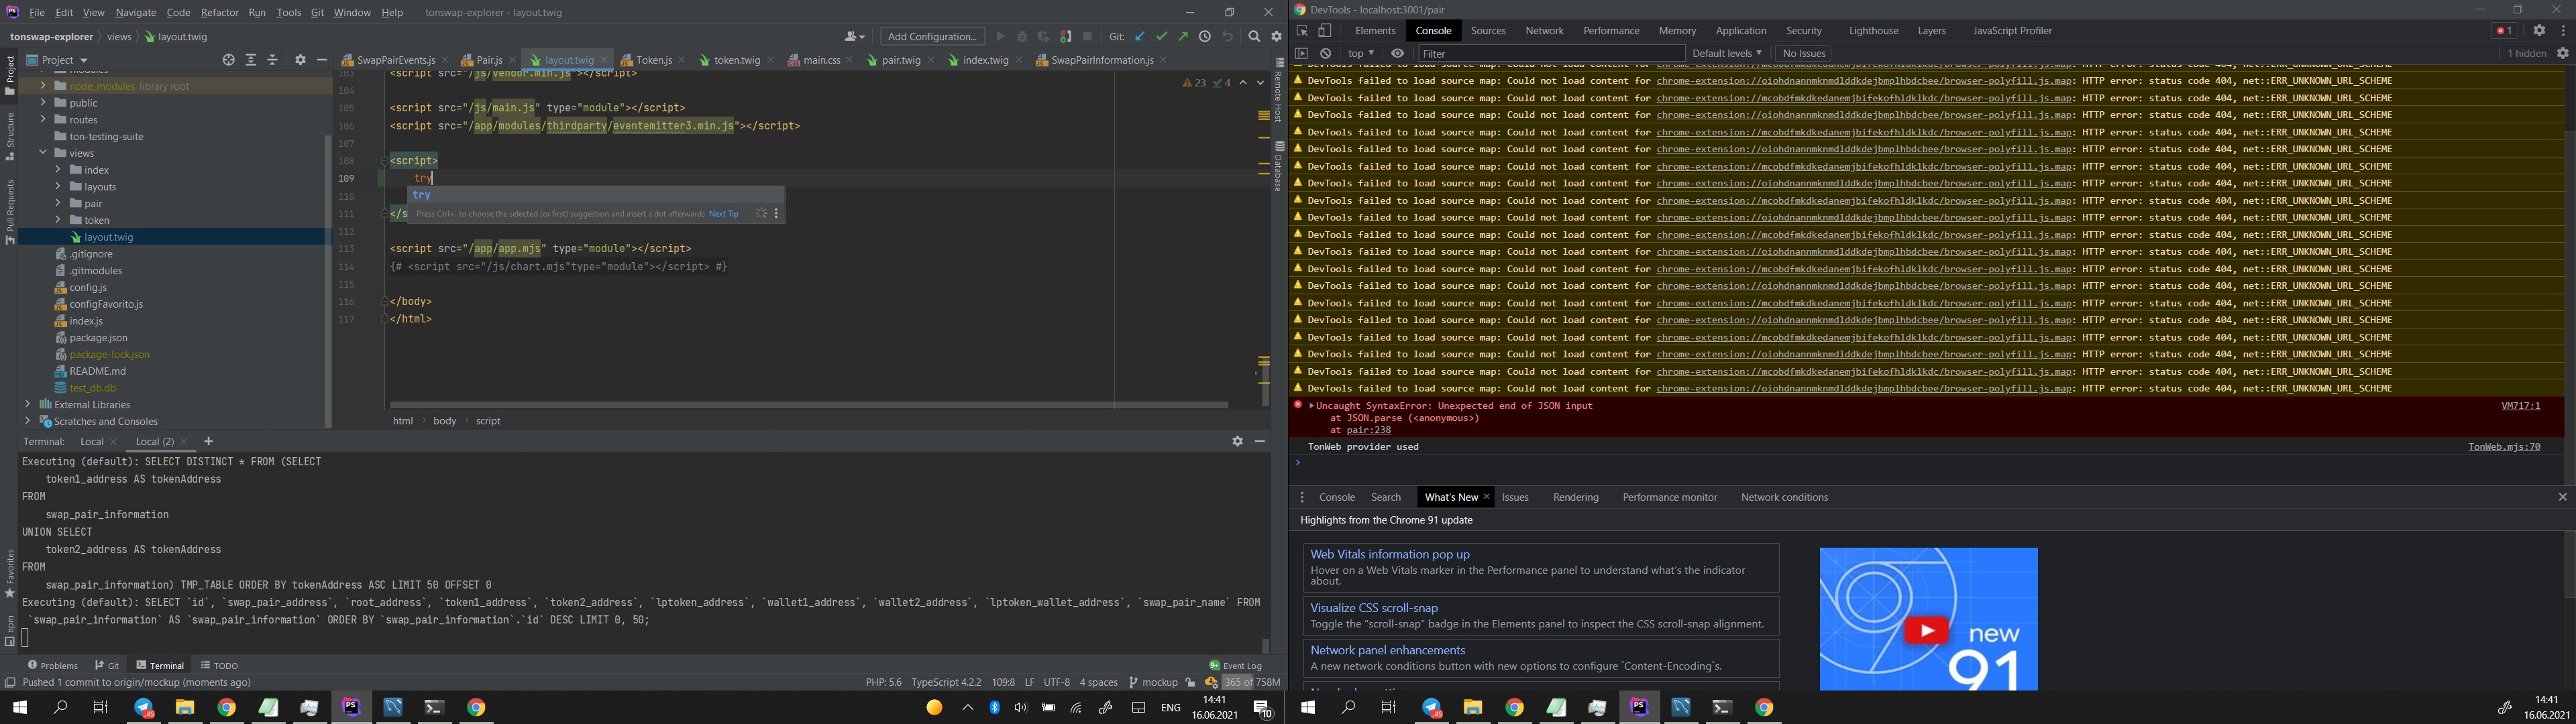 File Edit View Navigate Code Refactor Run Tools Git Window Help tonswap-explorer - layout.twig
tonswap-explorer views layout.twig
Add Configuration...
Git:
Project
SwapPairEvents.js
Pair.js
layout.twig
Token.js
token.twig
main.css
pair.twig
index.twig
SwapPairInformation.js
Project
Structure
Pull Requests
Favorites
npm
modules
node_modules library root
public
routes
ton-testing-suite
views
index
layouts
pair
token
layout.twig
.gitignore
.gitmodules
config.js
configFavorito.js
index.js
package.json
package-lock.json
README.md
test_db.db
External Libraries
Scratches and Consoles
23 4
103 <script src="/js/vendor.min.js"></script>
104
105 <script src="/js/main.js" type="module"></script>
106 <script src="/app/modules/thirdparty/eventemitter3.min.js"></script>
107
108 <script>
109 try
110 try
111 </s Press Ctrl+. to choose the selected (or first) suggestion and insert a dot afterwards Next Tip
112
113 <script src="/app/app.mjs" type="module"></script>
114 {# <script src="/js/chart.mjs"type="module"></script> #}
115
116 </body>
117 </html>
html body script
Remote Host
Database
Terminal: Local Local (2) +
Executing (default): SELECT DISTINCT * FROM (SELECT
token1_address AS tokenAddress
FROM
swap_pair_information
UNION SELECT
token2_address AS tokenAddress
FROM
swap_pair_information) TMP_TABLE ORDER BY tokenAddress ASC LIMIT 50 OFFSET 0
Executing (default): SELECT `id`, `swap_pair_address`, `root_address`, `token1_address`, `token2_address`, `lptoken_address`, `wallet1_address`, `wallet2_address`, `lptoken_wallet_address`, `swap_pair_name` FROM
`swap_pair_information` AS `swap_pair_information` ORDER BY `swap_pair_information`.`id` DESC LIMIT 0, 50;
Problems Git Terminal TODO
9+ Event Log
Pushed 1 commit to origin/mockup (moments ago)
PHP: 5.6 TypeScript 4.2.2 109:8 LF UTF-8 4 spaces mockup 365 of 758M
ENG 14:41
16.06.2021
10
DevTools - localhost:3001/pair
Elements Console Sources Network Performance Memory Application Security Lighthouse Layers JavaScript Profiler 1
top Filter Default levels No Issues 1 hidden
DevTools failed to load source map: Could not load content for chrome-extension://oiohdnannmknmdlddkdejbmplhbdcbee/browser-polyfill.js.map: HTTP error: status code 404, net::ERR_UNKNOWN_URL_SCHEME
DevTools failed to load source map: Could not load content for chrome-extension://mcobdfmkdkedanemjbifekofhldklkdc/browser-polyfill.js.map: HTTP error: status code 404, net::ERR_UNKNOWN_URL_SCHEME
DevTools failed to load source map: Could not load content for chrome-extension://oiohdnannmknmdlddkdejbmplhbdcbee/browser-polyfill.js.map: HTTP error: status code 404, net::ERR_UNKNOWN_URL_SCHEME
DevTools failed to load source map: Could not load content for chrome-extension://mcobdfmkdkedanemjbifekofhldklkdc/browser-polyfill.js.map: HTTP error: status code 404, net::ERR_UNKNOWN_URL_SCHEME
DevTools failed to load source map: Could not load content for chrome-extension://oiohdnannmknmdlddkdejbmplhbdcbee/browser-polyfill.js.map: HTTP error: status code 404, net::ERR_UNKNOWN_URL_SCHEME
DevTools failed to load source map: Could not load content for chrome-extension://mcobdfmkdkedanemjbifekofhldklkdc/browser-polyfill.js.map: HTTP error: status code 404, net::ERR_UNKNOWN_URL_SCHEME
DevTools failed to load source map: Could not load content for chrome-extension://oiohdnannmknmdlddkdejbmplhbdcbee/browser-polyfill.js.map: HTTP error: status code 404, net::ERR_UNKNOWN_URL_SCHEME
DevTools failed to load source map: Could not load content for chrome-extension://mcobdfmkdkedanemjbifekofhldklkdc/browser-polyfill.js.map: HTTP error: status code 404, net::ERR_UNKNOWN_URL_SCHEME
DevTools failed to load source map: Could not load content for chrome-extension://oiohdnannmknmdlddkdejbmplhbdcbee/browser-polyfill.js.map: HTTP error: status code 404, net::ERR_UNKNOWN_URL_SCHEME
DevTools failed to load source map: Could not load content for chrome-extension://mcobdfmkdkedanemjbifekofhldklkdc/browser-polyfill.js.map: HTTP error: status code 404, net::ERR_UNKNOWN_URL_SCHEME
DevTools failed to load source map: Could not load content for chrome-extension://oiohdnannmknmdlddkdejbmplhbdcbee/browser-polyfill.js.map: HTTP error: status code 404, net::ERR_UNKNOWN_URL_SCHEME
DevTools failed to load source map: Could not load content for chrome-extension://mcobdfmkdkedanemjbifekofhldklkdc/browser-polyfill.js.map: HTTP error: status code 404, net::ERR_UNKNOWN_URL_SCHEME
DevTools failed to load source map: Could not load content for chrome-extension://oiohdnannmknmdlddkdejbmplhbdcbee/browser-polyfill.js.map: HTTP error: status code 404, net::ERR_UNKNOWN_URL_SCHEME
DevTools failed to load source map: Could not load content for chrome-extension://mcobdfmkdkedanemjbifekofhldklkdc/browser-polyfill.js.map: HTTP error: status code 404, net::ERR_UNKNOWN_URL_SCHEME
DevTools failed to load source map: Could not load content for chrome-extension://oiohdnannmknmdlddkdejbmplhbdcbee/browser-polyfill.js.map: HTTP error: status code 404, net::ERR_UNKNOWN_URL_SCHEME
DevTools failed to load source map: Could not load content for chrome-extension://mcobdfmkdkedanemjbifekofhldklkdc/browser-polyfill.js.map: HTTP error: status code 404, net::ERR_UNKNOWN_URL_SCHEME
DevTools failed to load source map: Could not load content for chrome-extension://oiohdnannmknmdlddkdejbmplhbdcbee/browser-polyfill.js.map: HTTP error: status code 404, net::ERR_UNKNOWN_URL_SCHEME
DevTools failed to load source map: Could not load content for chrome-extension://mcobdfmkdkedanemjbifekofhldklkdc/browser-polyfill.js.map: HTTP error: status code 404, net::ERR_UNKNOWN_URL_SCHEME
DevTools failed to load source map: Could not load content for chrome-extension://oiohdnannmknmdlddkdejbmplhbdcbee/browser-polyfill.js.map: HTTP error: status code 404, net::ERR_UNKNOWN_URL_SCHEME
Uncaught SyntaxError: Unexpected end of JSON input VM717:1
at JSON.parse (<anonymous>)
at pair:238
TonWeb provider used TonWeb.mjs:70
Console Search What's New Issues Rendering Performance monitor Network conditions
Highlights from the Chrome 91 update
Web Vitals information pop up
Hover on a Web Vitals marker in the Performance panel to understand what's the indicator
about.
Visualize CSS scroll-snap
Toggle the "scroll-snap" badge in the Elements panel to inspect the CSS scroll-snap alignment.
Network panel enhancements
A new network conditions button with new options to configure `Content-Encoding`s.
new
91
14:41
16.06.2021